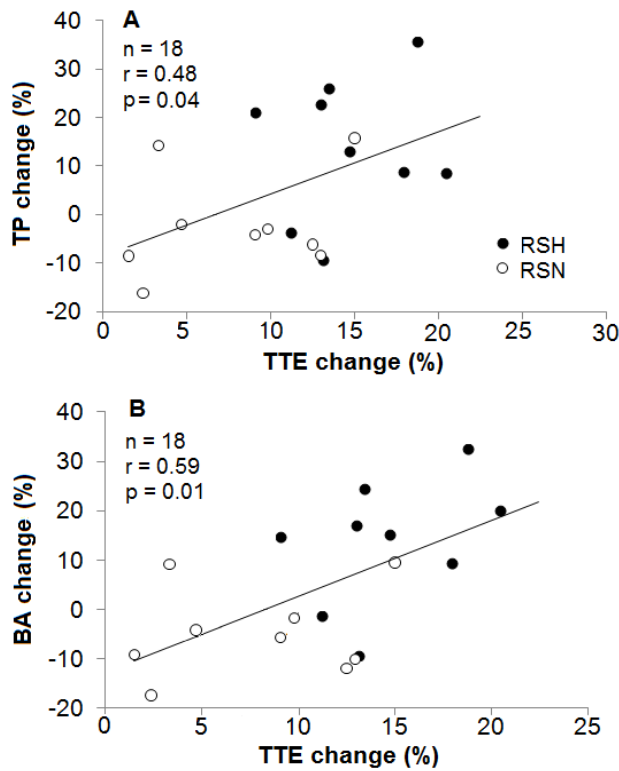 A
n = 18
r = 0.48
p= 0.04
TP change (%)
40
30
20
10
0
-10
-20
RSH
RSN
0 5 10 15 20 25 30
TTE change (%)
B
n = 18
r = 0.59
p = 0.01
BA change (%)
40
30
20
10
0
-10
-20
0 5 10 15 20 25
TTE change (%)